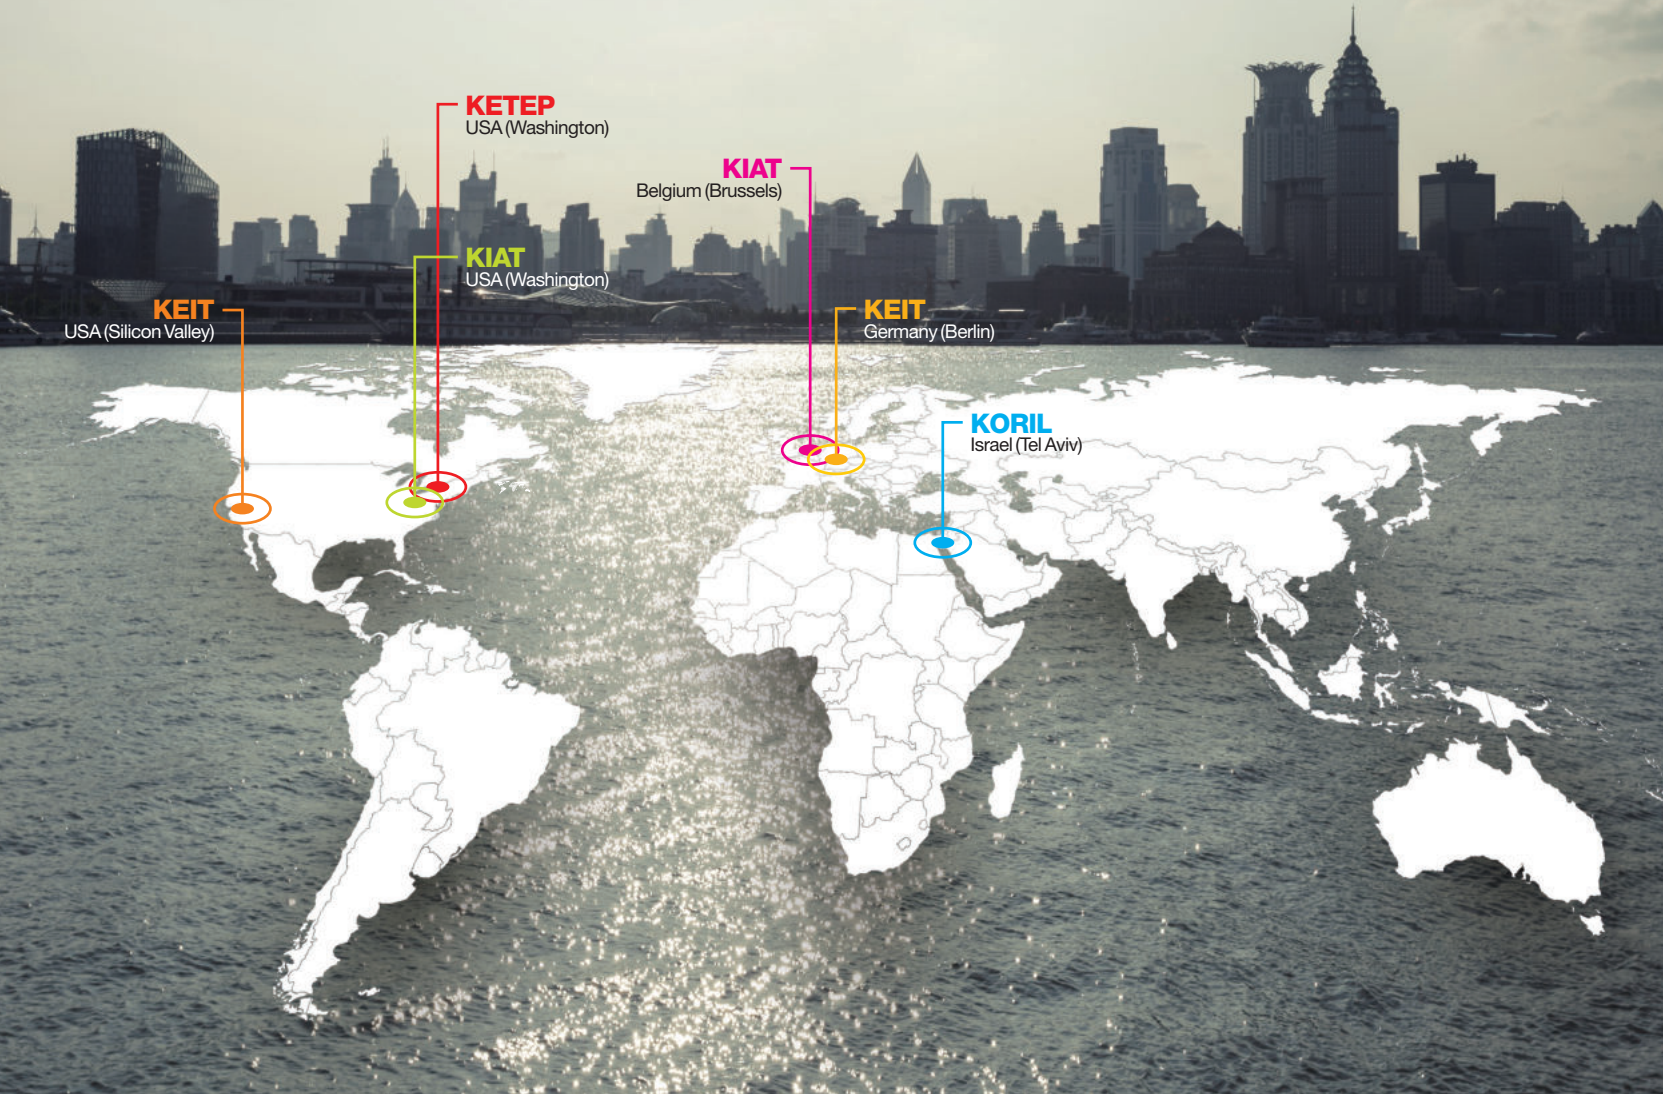 KETEP
USA (Washington)
KIAT
Belgium (Brussels)
KIAT
USA (Washington)
KEIT
USA (Silicon Valley)
KEIT
Germany (Berlin)
KORIL
Israel (Tel Aviv)